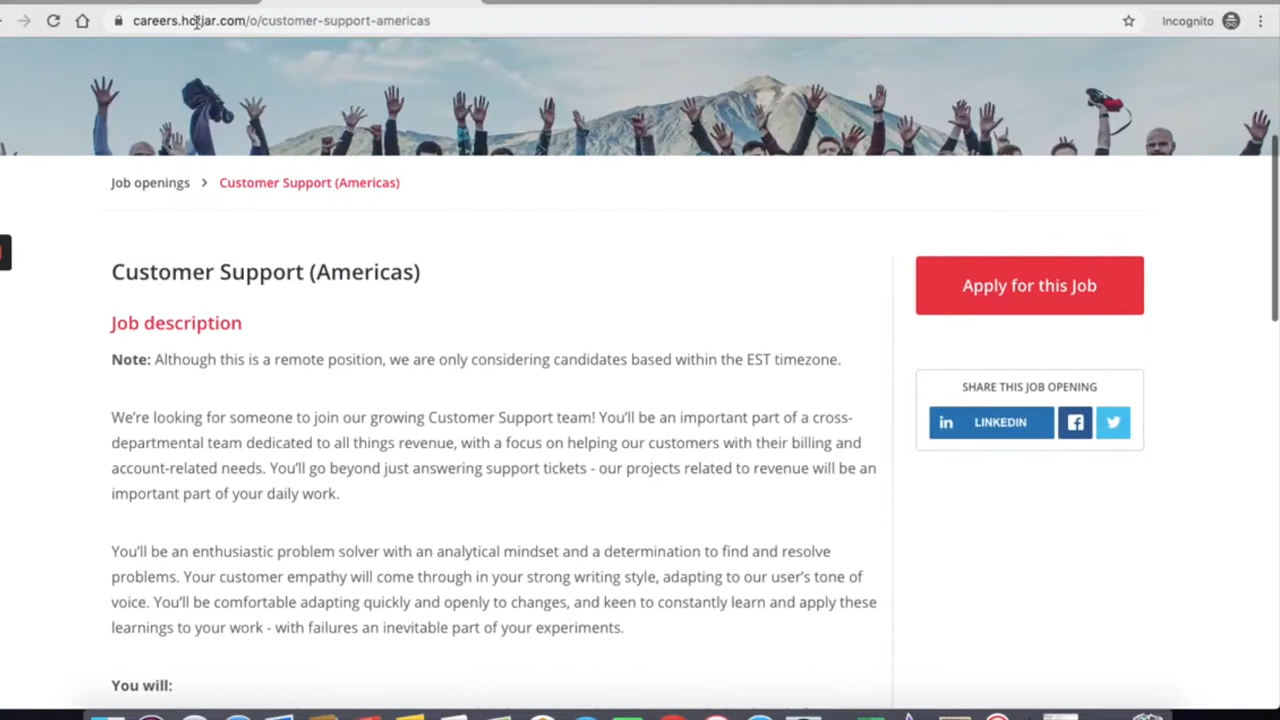 careers.hotjar.com/o/customer-support-americas
Incognito
Job openings > Customer Support (Americas)
Customer Support (Americas)
Apply for this Job
Job description
Note: Although this is a remote position, we are only considering candidates based within the EST timezone.
SHARE THIS JOB OPENING
in LINKEDIN
We're looking for someone to join our growing Customer Support team! You'll be an important part of a cross-
departmental team dedicated to all things revenue, with a focus on helping our customers with their billing and
account-related needs. You'll go beyond just answering support tickets - our projects related to revenue will be an
important part of your daily work.
You'll be an enthusiastic problem solver with an analytical mindset and a determination to find and resolve
problems. Your customer empathy will come through in your strong writing style, adapting to our user's tone of
voice. You'll be comfortable adapting quickly and openly to changes, and keen to constantly learn and apply these
learnings to your work - with failures an inevitable part of your experiments.
You will: